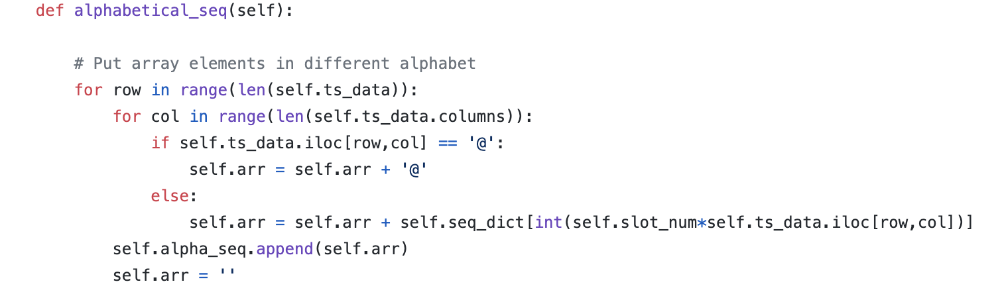 def alphabetical_seq(self):
# Put array elements in different alphabet
for row in range(len(self.ts_data)):
for col in range(len(self.ts_data.columns)):
if self.ts_data.iloc[row,col] == '@':
self.arr = self.arr + '@'
else:
self.arr = self.arr + self.seq_dict[int(self.slot_num*self.ts_data.iloc[row,col])]
self.alpha_seq.append(self.arr)
self.arr = ''